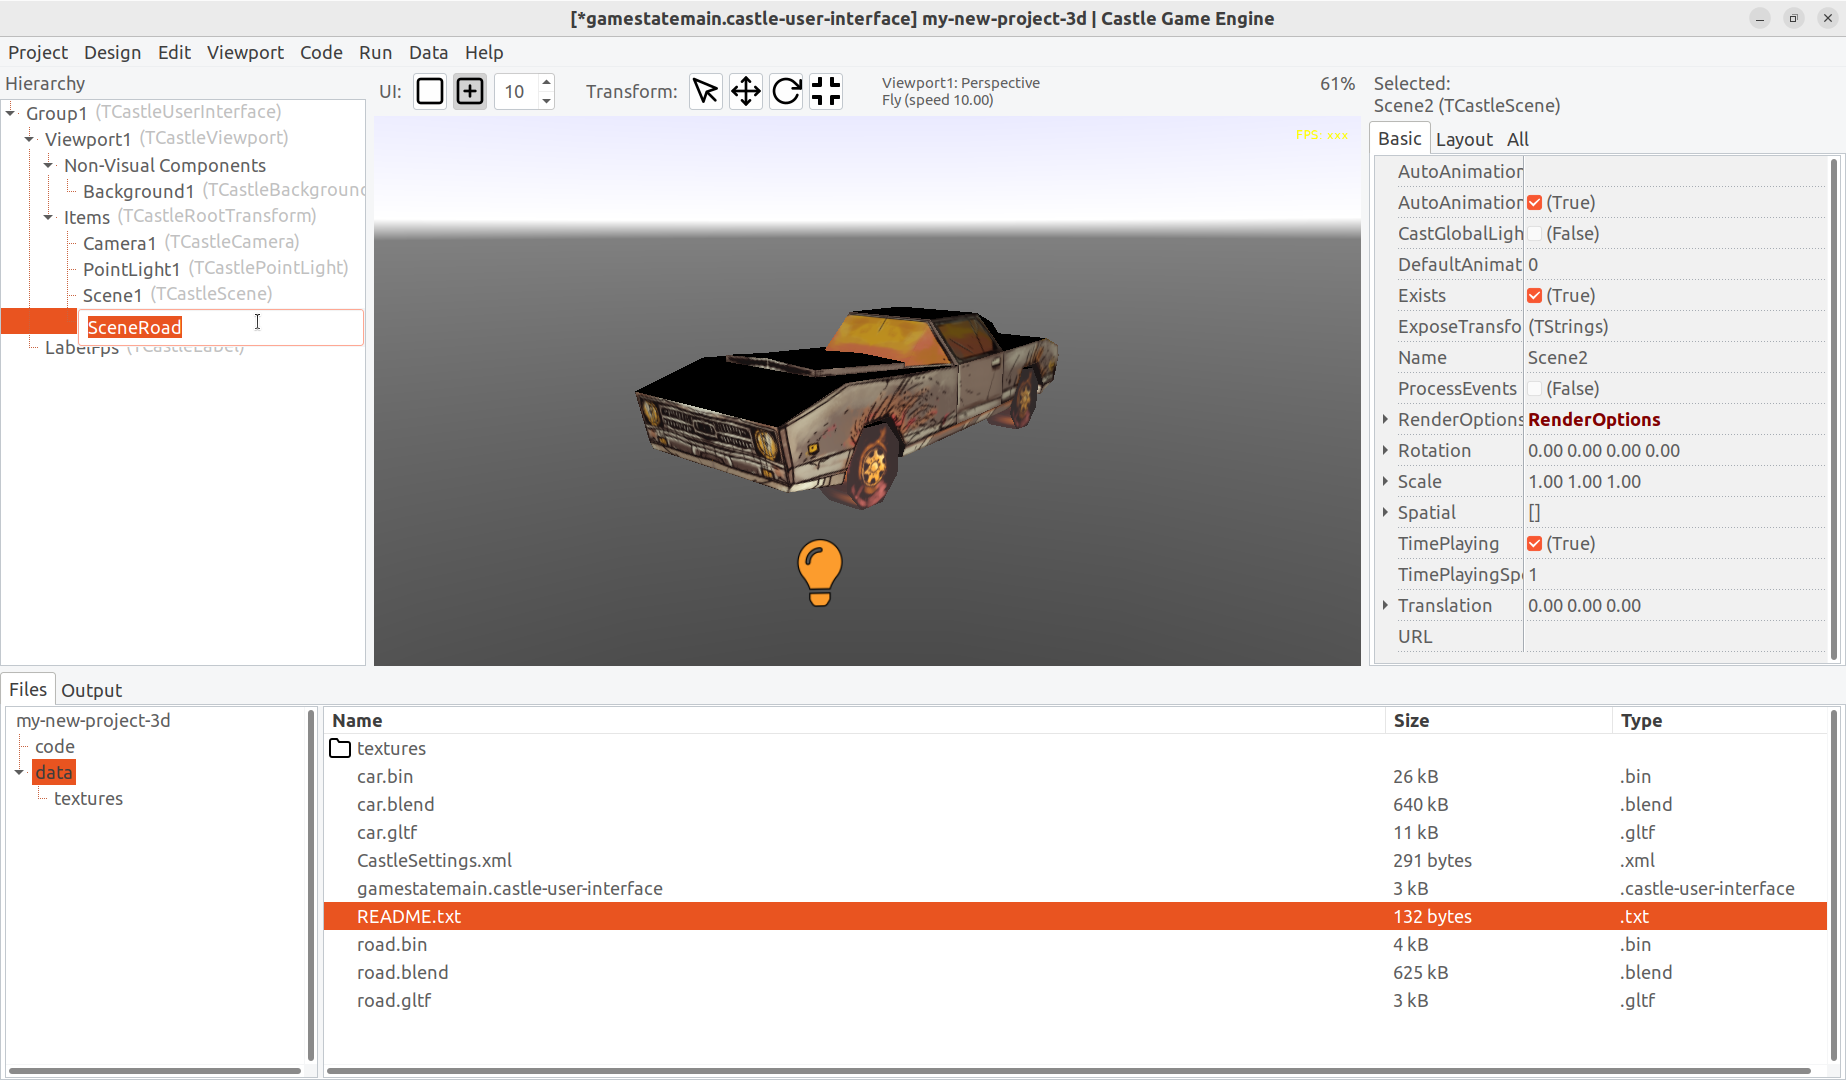 [*gamestatemain.castle-user-interface] my-new-project-3d | Castle Game Engine
Project Design Edit Viewport Code Run Data Help
Hierarchy
Group1 (TCastleUserInterface)
Viewport1 (TCastleViewport)
Non-Visual Components
Background1 (TCastleBackground
Items (TCastleRootTransform)
Camera1 (TCastleCamera)
PointLight1 (TCastlePointLight)
Scene1 (TCastleScene)
SceneRoad
LabelFps (TCastleLabel)
UI: 10 Transform: Viewport1: Perspective
Fly (speed 10.00)
61%
FPS: xxx
Selected:
Scene2 (TCastleScene)
Basic Layout All
AutoAnimation
AutoAnimation (True)
CastGlobalLigh (False)
DefaultAnimat 0
Exists (True)
ExposeTransfo (TStrings)
Name Scene2
ProcessEvents (False)
RenderOptions RenderOptions
Rotation 0.00 0.00 0.00 0.00
Scale 1.00 1.00 1.00
Spatial []
TimePlaying (True)
TimePlayingSpe 1
Translation 0.00 0.00 0.00
URL
Files Output
my-new-project-3d
code
data
textures
Name Size Type
textures
car.bin 26 kB .bin
car.blend 640 kB .blend
car.gltf 11 kB .gltf
CastleSettings.xml 291 bytes .xml
gamestatemain.castle-user-interface 3 kB .castle-user-interface
README.txt 132 bytes .txt
road.bin 4 kB .bin
road.blend 625 kB .blend
road.gltf 3 kB .gltf